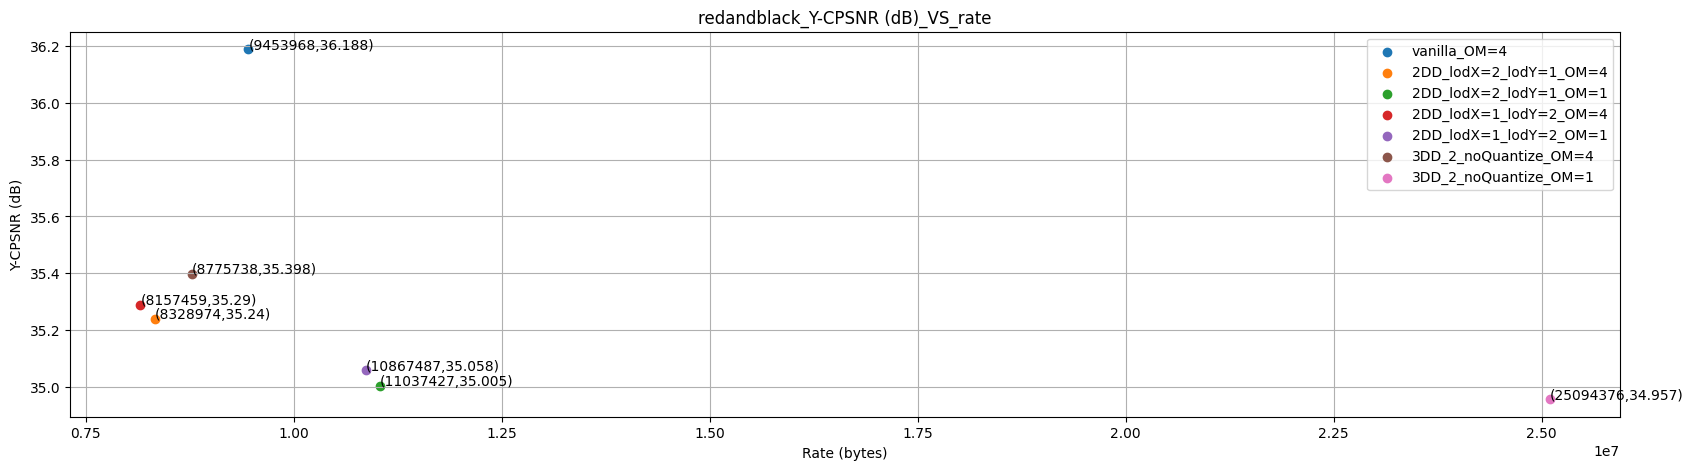 redandblack_Y-CPSNR (dB)_VS_rate
Y-CPSNR (dB)
36.2
36.0
35.8
35.6
35.4
35.2
35.0
(9453968,36.188)
(8775738,35.398)
(8157459,35.29)
(8328974,35.24)
(10867487,35.058)
(11037427,35.005)
(25094376,34.957)
vanilla_OM=4
2DD_lodX=2_lodY=1_OM=4
2DD_lodX=2_lodY=1_OM=1
2DD_lodX=1_lodY=2_OM=4
2DD_lodX=1_lodY=2_OM=1
3DD_2_noQuantize_OM=4
3DD_2_noQuantize_OM=1
0.75 1.00 1.25 1.50 1.75 2.00 2.25 2.50
1e7
Rate (bytes)